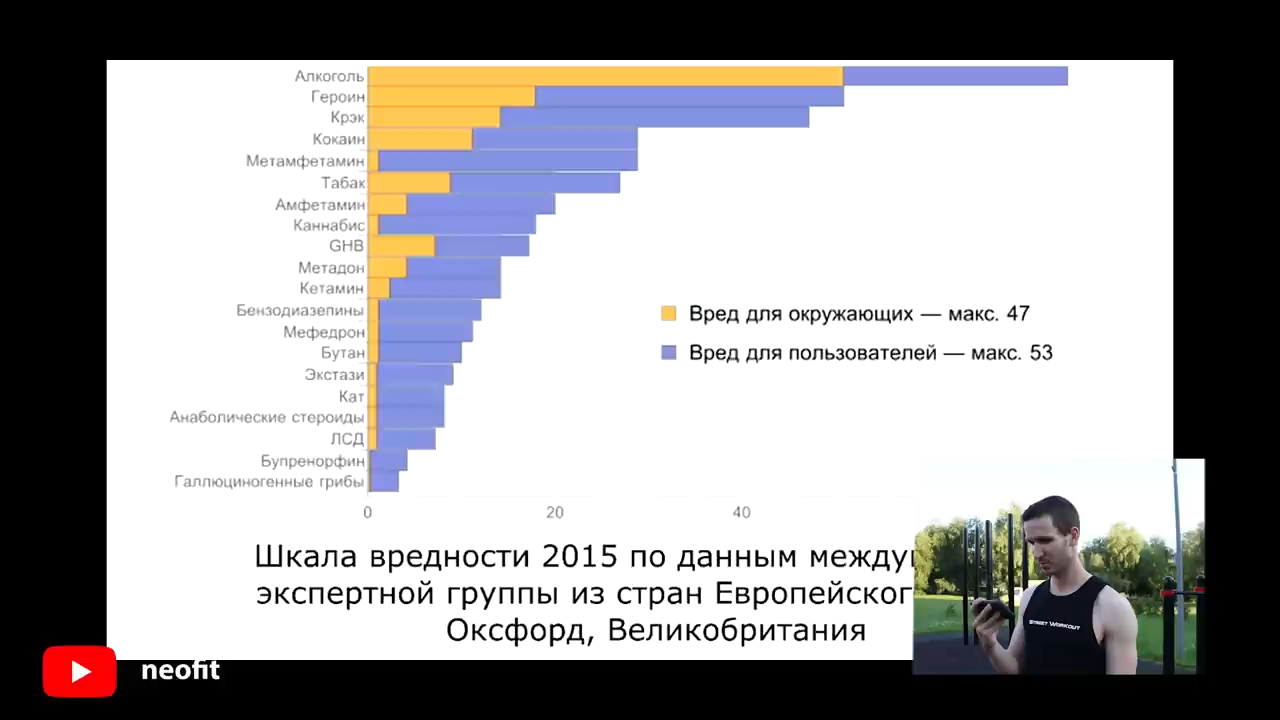 Алкоголь
Героин
Крэк
Кокаин
Метамфетамин
Табак
Амфетамин
Каннабис
GHB
Метадон
Кетамин
Бензодиазепины
Мефедрон
Бутан
Экстази
Кат
Анаболические стероиды
ЛСД
Бупренорфин
Галлюциногенные грибы
0 20 40
Вред для окружающих — макс. 47
Вред для пользователей — макс. 53
Шкала вредности 2015 по данным
экспертной группы из стран
Оксфорд, Великобритания
STREET WORKOUT
neofit